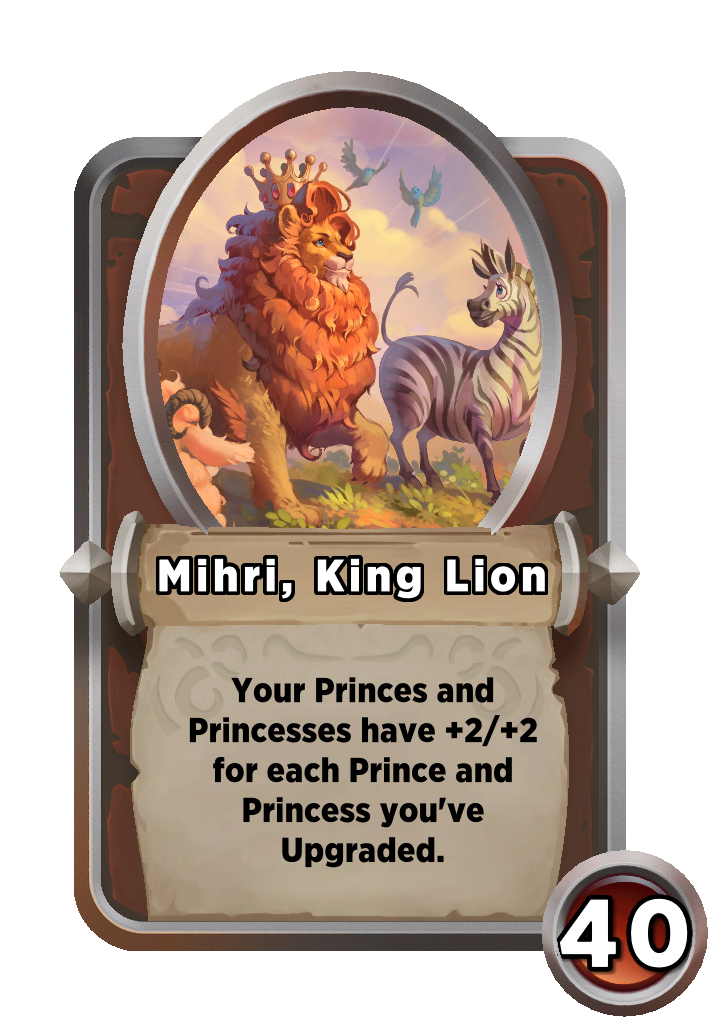 Mihri, King Lion
Your Princes and
Princesses have +2/+2
for each Prince and
Princess you've
Upgraded.
40